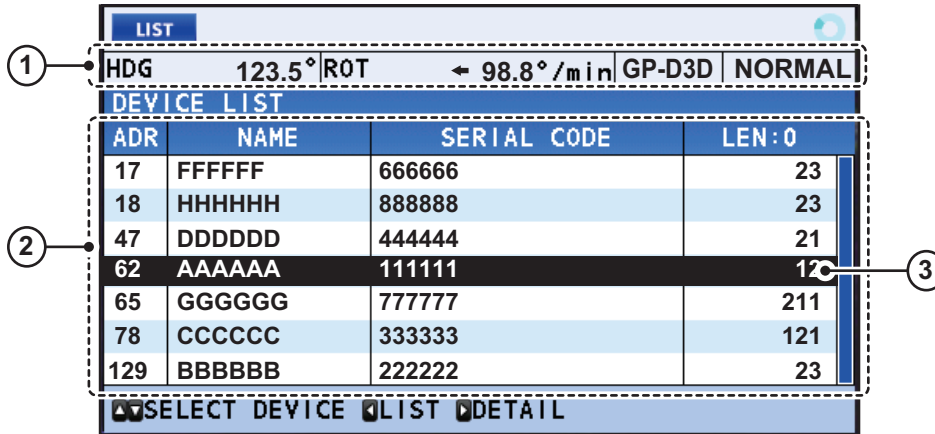 LIST
1 HDG 123.5° ROT ← 98.8°/min GP-D3D NORMAL
DEVICE LIST
ADR NAME SERIAL CODE LEN:0
17 FFFFFF 666666 23
18 HHHHHH 888888 23
2 47 DDDDDD 444444 21
62 AAAAAA 111111 12 3
65 GGGGGG 777777 211
78 CCCCCC 333333 121
129 BBBBBB 222222 23
▲▼SELECT DEVICE ◀LIST ▶DETAIL